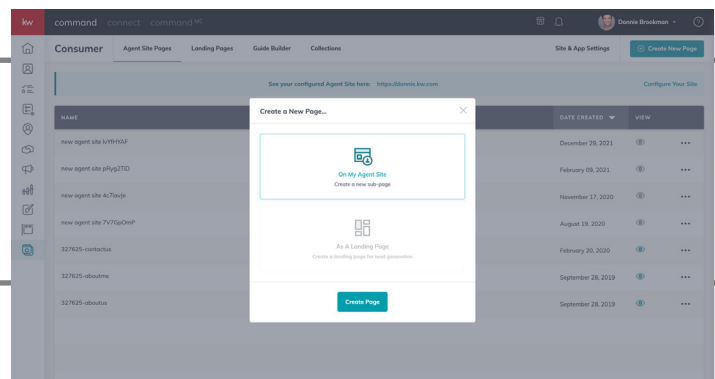 kw command connect command MC Donnie Brookman
Consumer Agent Site Pages Landing Pages Guide Builder Collections Site & App Settings Create New Page
See your configured Agent Site here: https://donnie.kw.com Configure Your Site
Create a New Page...
NAME DATE CREATED VIEW
new agent site ivYfHYAF December 29, 2021
new agent site pRyg2TiD February 09, 2021
On My Agent Site
Create a new sub-page
new agent site 4c7iavje November 17, 2020
new agent site 7V7GpOmP August 19, 2020
As A Landing Page
Create a landing page for lead generation
327625-contactus February 20, 2020
327625-aboutme September 28, 2019
327625-aboutus September 28, 2019
Create Page